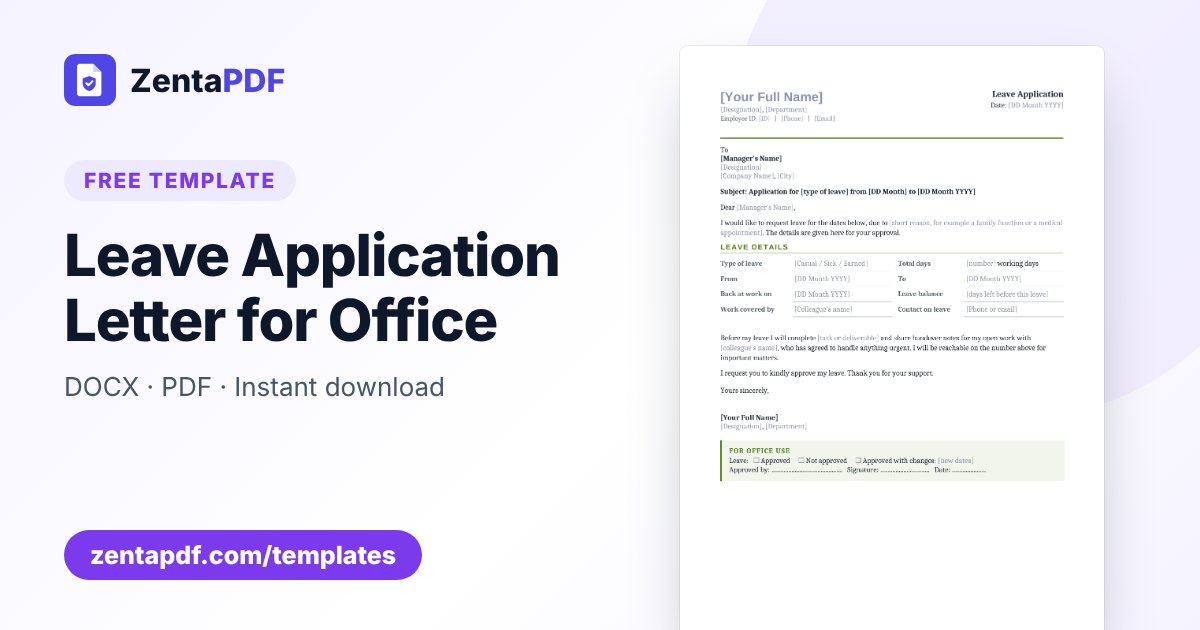 ZentaPDF
FREE TEMPLATE
Leave Application
Letter for Office
DOCX · PDF · Instant download
zentapdf.com/templates
[Your Full Name]
[Designation], [Department]
Employee ID: [ID] | [Phone] | [Email]
Leave Application
Date: [DD Month YYYY]
To
[Manager's Name]
[Designation]
[Company Name], [City]
Subject: Application for [type of leave] from [DD Month] to [DD Month YYYY]
Dear [Manager's Name],
I would like to request leave for the dates below, due to [short reason, for example a family function or a medical
appointment]. The details are given here for your approval.
LEAVE DETAILS
Type of leave [Casual / Sick / Earned] Total days [number] working days
From [DD Month YYYY] To [DD Month YYYY]
Back at work on [DD Month YYYY] Leave balance [days left before this leave]
Work covered by [Colleague's name] Contact on leave [Phone or email]
Before my leave I will complete [task or deliverable] and share handover notes for my open work with
[colleague's name], who has agreed to handle anything urgent. I will be reachable on the number above for
important matters.
I request you to kindly approve my leave. Thank you for your support.
Yours sincerely,
[Your Full Name]
[Designation], [Department]
FOR OFFICE USE
Leave: ☐ Approved ☐ Not approved ☐ Approved with changes: [new dates]
Approved by: .................... Signature: .................... Date: ....................